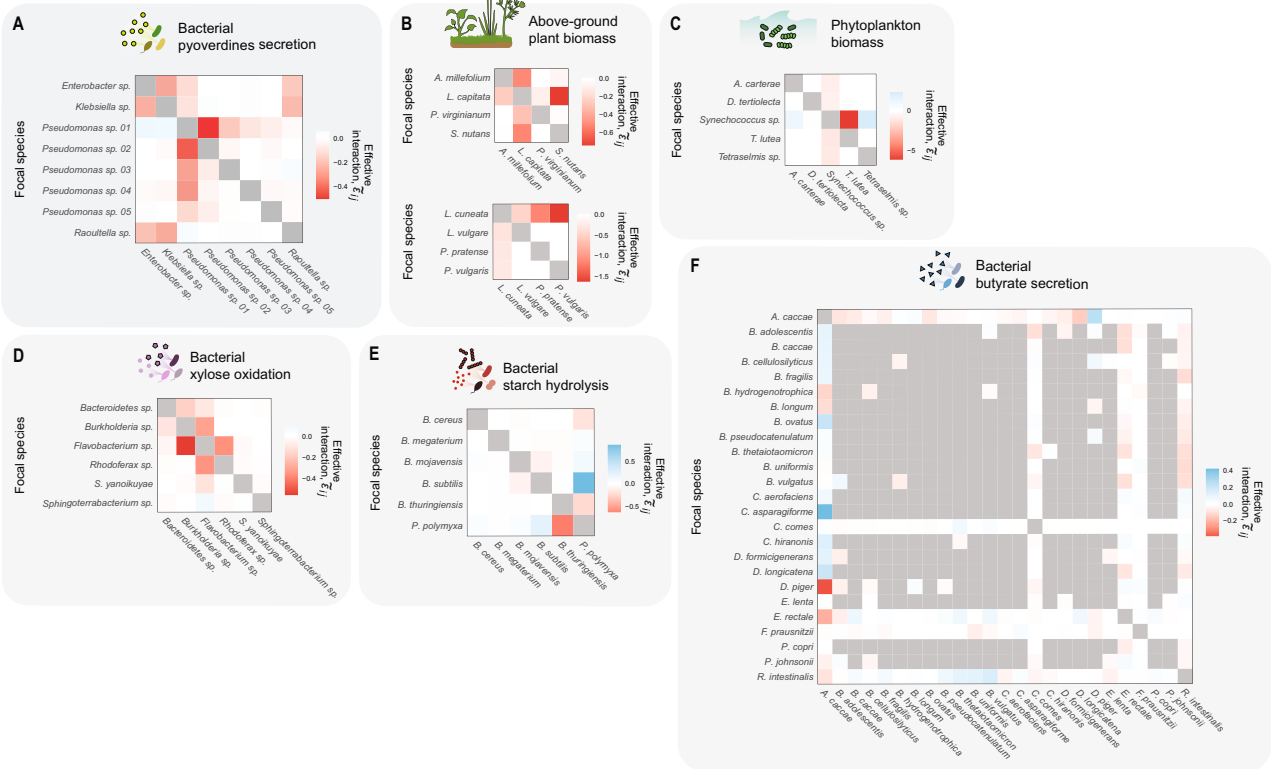 A
Bacterial
pyoverdines secretion
Focal species
Enterobacter sp.
Klebsiella sp.
Pseudomonas sp. 01
Pseudomonas sp. 02
Pseudomonas sp. 03
Pseudomonas sp. 04
Pseudomonas sp. 05
Raoultella sp.
Enterobacter sp.
Klebsiella sp.
Pseudomonas sp. 01
Pseudomonas sp. 02
Pseudomonas sp. 03
Pseudomonas sp. 04
Pseudomonas sp. 05
Raoultella sp.
0.0
−0.2
−0.4
Effective
interaction, ε̃ij
B
Above-ground
plant biomass
Focal species
A. millefolium
L. capitata
P. virginianum
S. nutans
A. millefolium
L. capitata
P. virginianum
S. nutans
0.0
−0.2
−0.4
−0.6
Effective
interaction, ε̃ij
Focal species
L. cuneata
L. vulgare
P. pratense
P. vulgaris
L. cuneata
L. vulgare
P. pratense
P. vulgaris
0.0
−0.5
−1.0
−1.5
Effective
interaction, ε̃ij
C
Phytoplankton
biomass
Focal species
A. carterae
D. tertiolecta
Synechococcus sp.
T. lutea
Tetraselmis sp.
A. carterae
D. tertiolecta
Synechococcus sp.
T. lutea
Tetraselmis sp.
0
−5
Effective
interaction, ε̃ij
D
Bacterial
xylose oxidation
Focal species
Bacteroidetes sp.
Burkholderia sp.
Flavobacterium sp.
Rhodoferax sp.
S. yanoikuyae
Sphingoterrabacterium sp.
Bacteroidetes sp.
Burkholderia sp.
Flavobacterium sp.
Rhodoferax sp.
S. yanoikuyae
Sphingoterrabacterium sp.
0.0
−0.2
−0.4
Effective
interaction, ε̃ij
E
Bacterial
starch hydrolysis
Focal species
B. cereus
B. megaterium
B. mojavensis
B. subtilis
B. thuringiensis
P. polymyxa
B. cereus
B. megaterium
B. mojavensis
B. subtilis
B. thuringiensis
P. polymyxa
0.5
0.0
−0.5
Effective
interaction, ε̃ij
F
Bacterial
butyrate secretion
Focal species
A. caccae
B. adolescentis
B. caccae
B. cellulosilyticus
B. fragilis
B. hydrogenotrophica
B. longum
B. ovatus
B. pseudocatenulatum
B. thetaiotaomicron
B. uniformis
B. vulgatus
C. aerofaciens
C. asparagiforme
C. comes
C. hiranonis
D. formicigenerans
D. longicatena
D. piger
E. lenta
E. rectale
F. prausnitzii
P. copri
P. johnsonii
R. intestinalis
A. caccae
B. adolescentis
B. caccae
B. cellulosilyticus
B. fragilis
B. hydrogenotrophica
B. longum
B. ovatus
B. pseudocatenulatum
B. thetaiotaomicron
B. uniformis
B. vulgatus
C. aerofaciens
C. asparagiforme
C. comes
C. hiranonis
D. formicigenerans
D. longicatena
D. piger
E. lenta
E. rectale
F. prausnitzii
P. copri
P. johnsonii
R. intestinalis
0.4
0.2
0.0
−0.2
Effective
interaction, ε̃ij